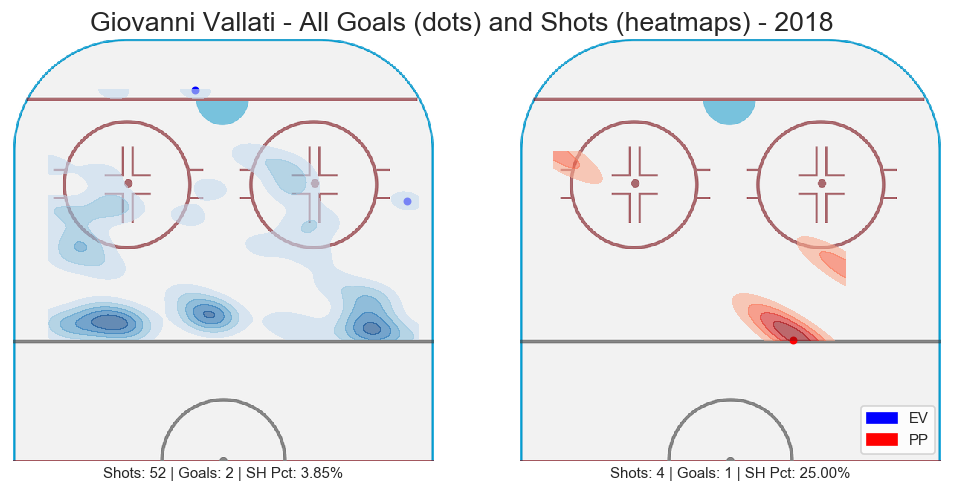 Giovanni Vallati - All Goals (dots) and Shots (heatmaps) - 2018
EV
PP
Shots: 52 | Goals: 2 | SH Pct: 3.85%
Shots: 4 | Goals: 1 | SH Pct: 25.00%